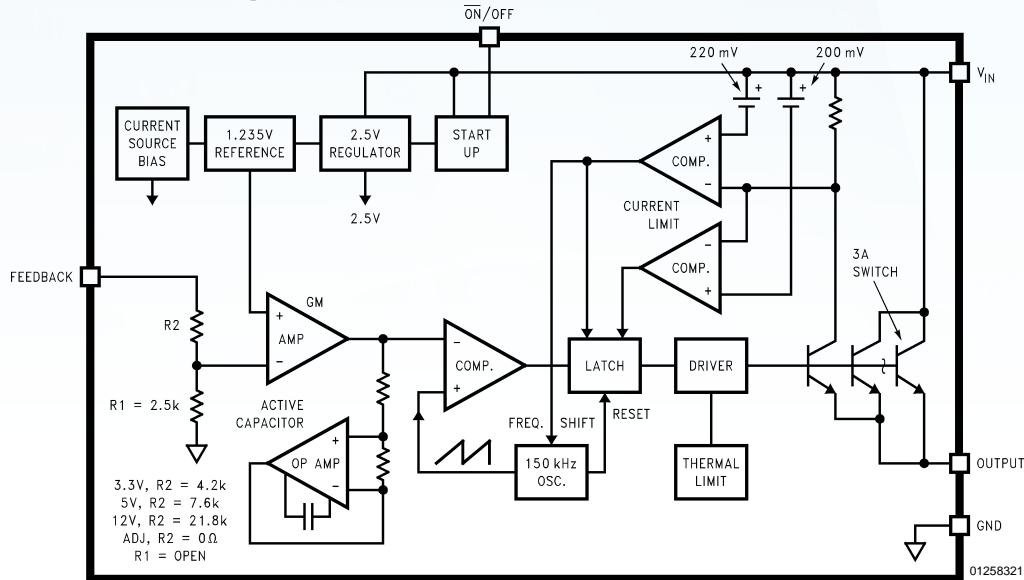 ON/OFF
220 mV
200 mV
VIN
CURRENT
SOURCE
BIAS
1.235V
REFERENCE
2.5V
REGULATOR
START
UP
+
+
+
COMP.
−
2.5V
CURRENT
LIMIT
−
COMP.
+
3A
SWITCH
FEEDBACK
R2
GM
+
AMP
−
−
COMP.
+
LATCH
DRIVER
R1 = 2.5k
ACTIVE
CAPACITOR
FREQ. SHIFT
RESET
+
OP AMP
−
150 kHz
OSC.
THERMAL
LIMIT
OUTPUT
3.3V, R2 = 4.2k
5V, R2 = 7.6k
12V, R2 = 21.8k
ADJ, R2 = 0Ω
R1 = OPEN
GND
01258321